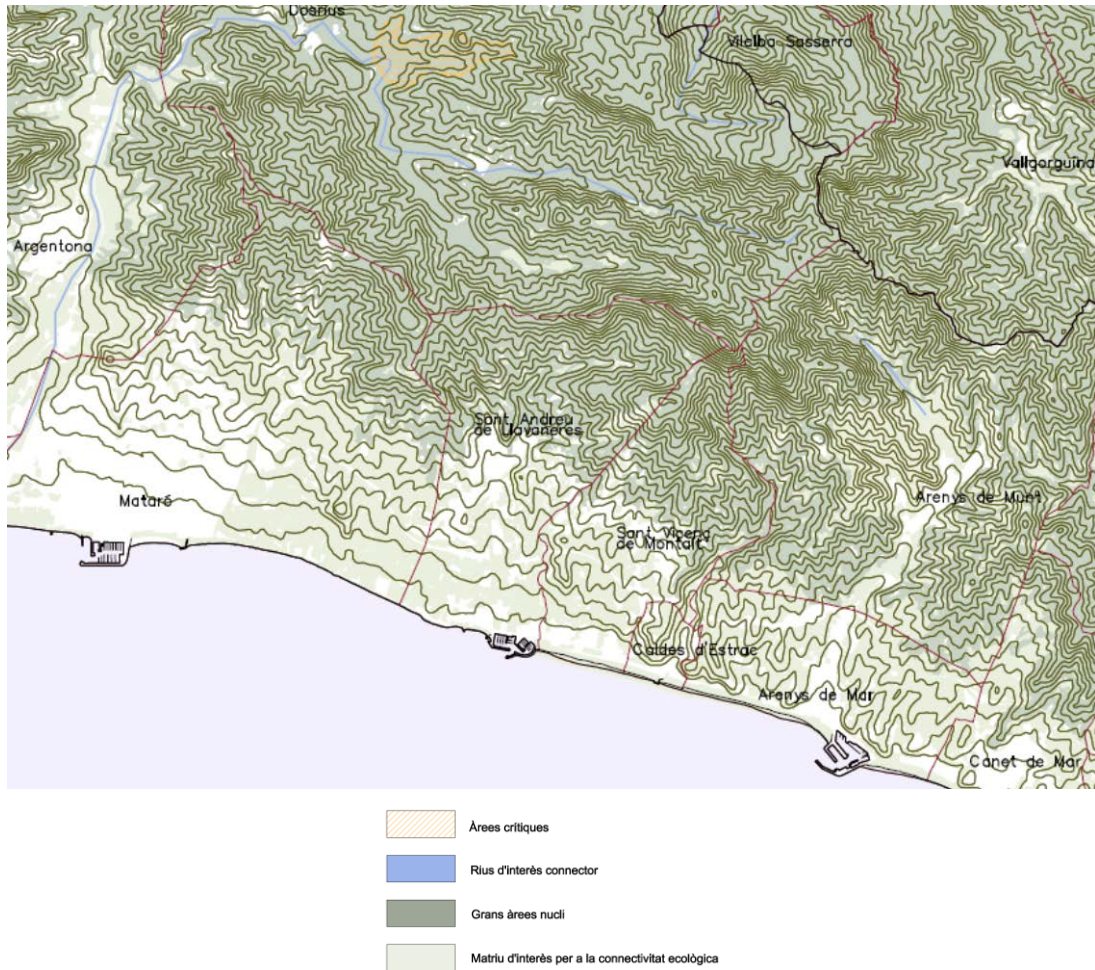 Dosrius
Vilalba Sasserra
Vallgorguina
Argentona
Sant Andreu
de Llavaneres
Mataró
Arenys de Munt
Sant Vicenç
de Montalt
Caldes d'Estrac
Arenys de Mar
Canet de Mar
Àrees crítiques
Rius d'interès connector
Grans àrees nucli
Matriu d'interès per a la connectivitat ecològica